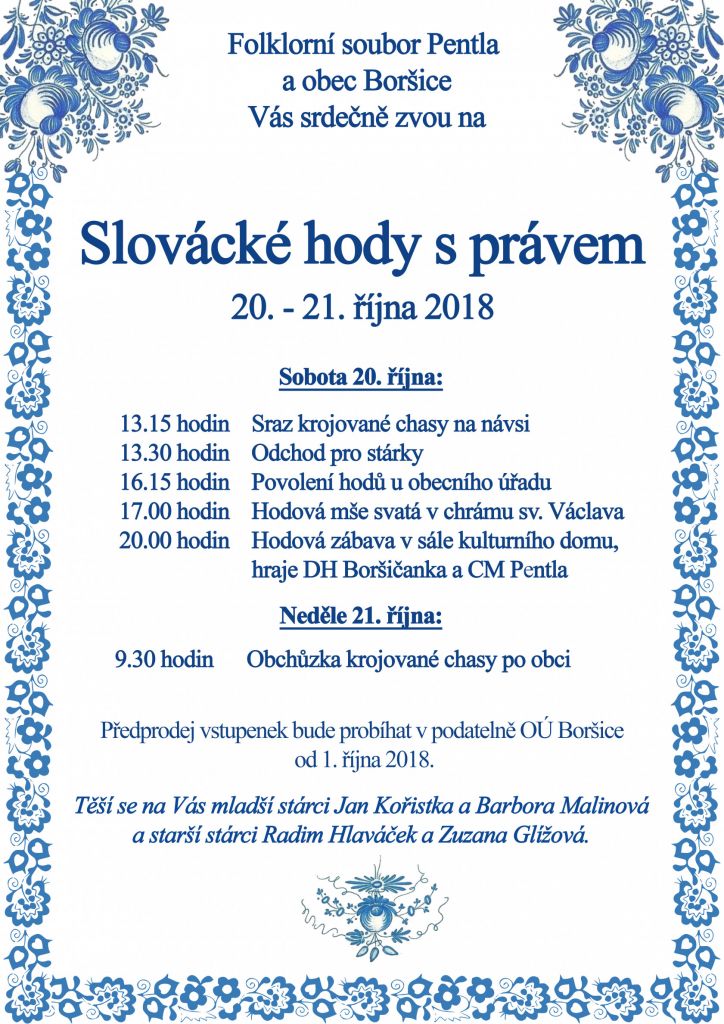 Folklorní soubor Pentla
a obec Boršice
Vás srdečně zvou na
Slovácké hody s právem
20. - 21. října 2018
Sobota 20. října:
13.15 hodin Sraz krojované chasy na návsi
13.30 hodin Odchod pro stárky
16.15 hodin Povolení hodů u obecního úřadu
17.00 hodin Hodová mše svatá v chrámu sv. Václava
20.00 hodin Hodová zábava v sále kulturního domu,
hraje DH Boršičanka a CM Pentla
Neděle 21. října:
9.30 hodin Obchůzka krojované chasy po obci
Předprodej vstupenek bude probíhat v podatelně OÚ Boršice
od 1. října 2018.
Těší se na Vás mladší stárci Jan Kořistka a Barbora Malinová
a starší stárci Radim Hlaváček a Zuzana Glížová.